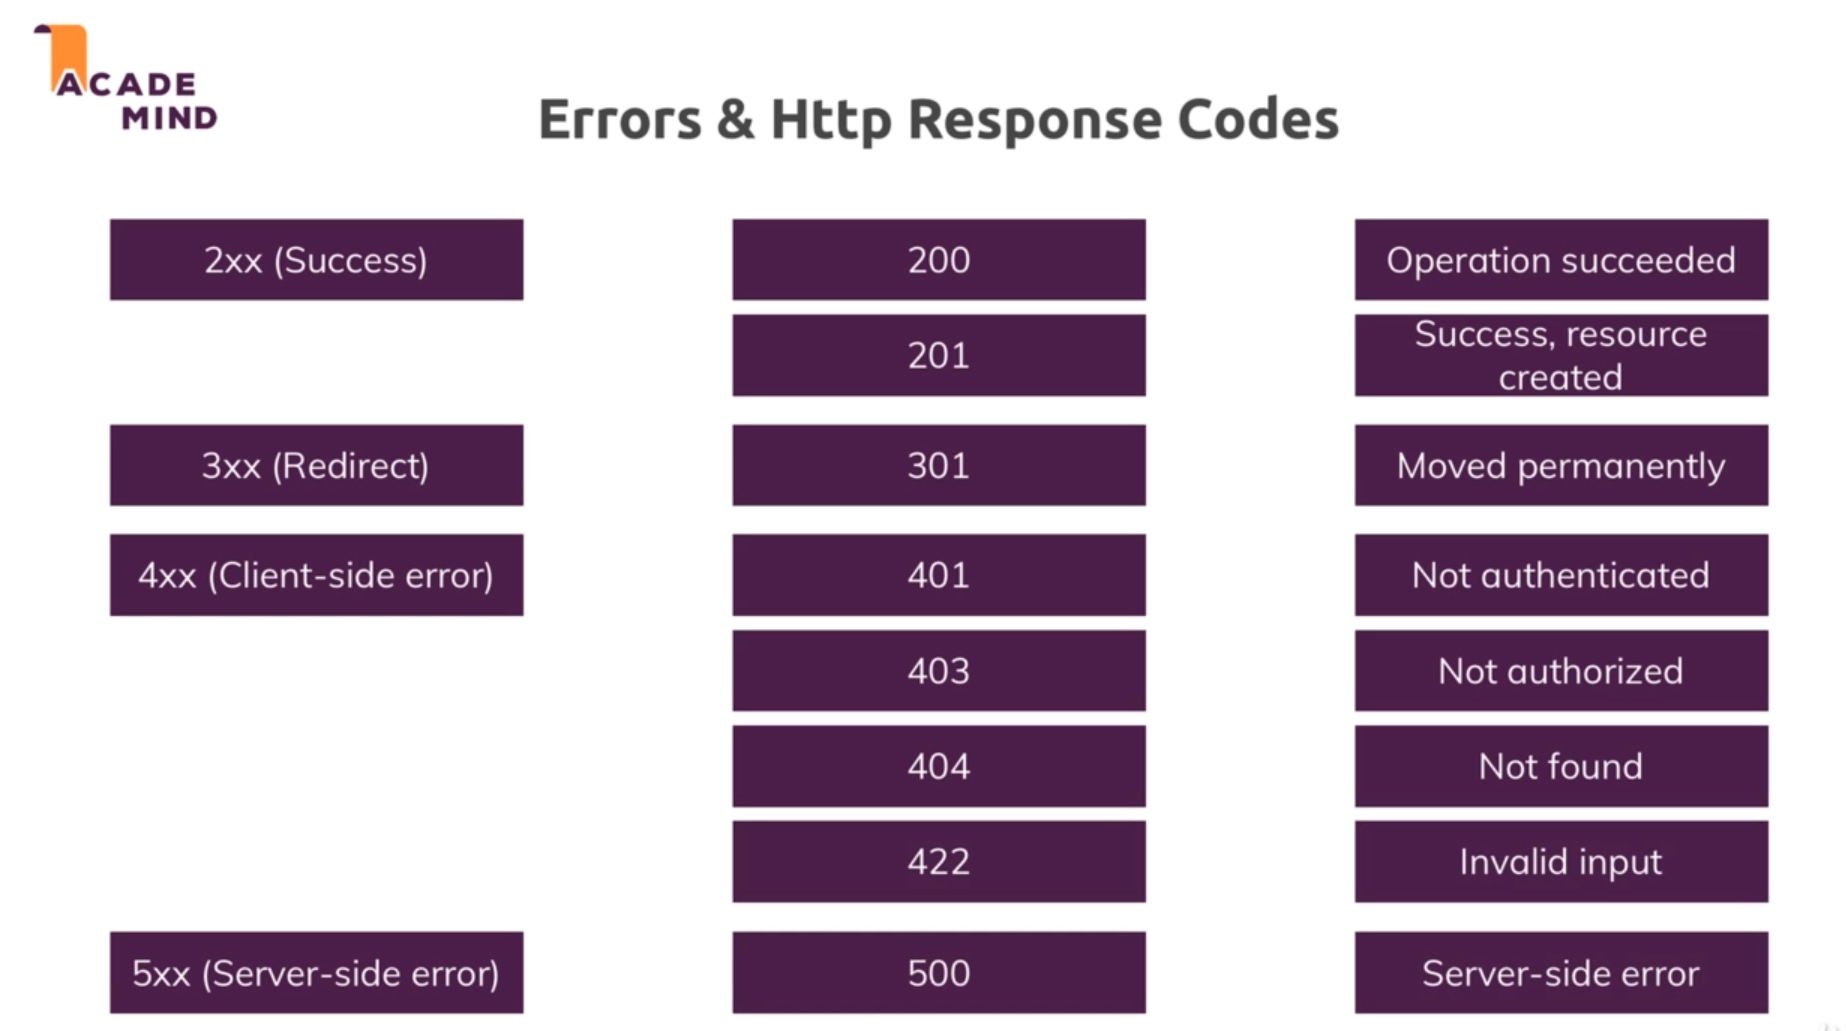 ACADE
MIND
Errors & Http Response Codes
2xx (Success)
200
Operation succeeded
201
Success, resource
created
3xx (Redirect)
301
Moved permanently
4xx (Client-side error)
401
Not authenticated
403
Not authorized
404
Not found
422
Invalid input
5xx (Server-side error)
500
Server-side error